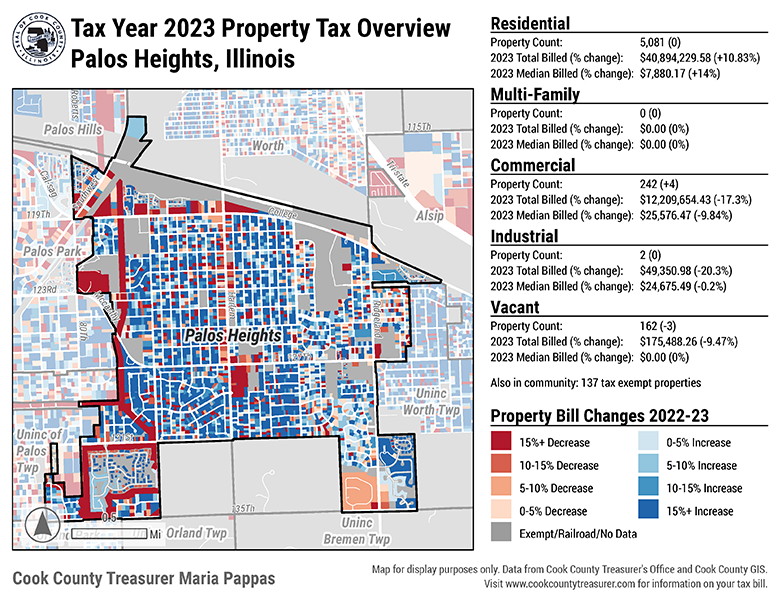 Tax Year 2023 Property Tax Overview
Palos Heights, Illinois
Residential
Property Count: 5,081 (0)
2023 Total Billed (% change): $40,894,229.58 (+10.83%)
2023 Median Billed (% change): $7,880.17 (+14%)
Multi-Family
Property Count: 0 (0)
2023 Total Billed (% change): $0.00 (0%)
2023 Median Billed (% change): $0.00 (0%)
Commercial
Property Count: 242 (+4)
2023 Total Billed (% change): $12,209,654.43 (-17.3%)
2023 Median Billed (% change): $25,576.47 (-9.84%)
Industrial
Property Count: 2 (0)
2023 Total Billed (% change): $49,350.98 (-20.3%)
2023 Median Billed (% change): $24,675.49 (-0.2%)
Vacant
Property Count: 162 (-3)
2023 Total Billed (% change): $175,488.26 (-9.47%)
2023 Median Billed (% change): $0.00 (0%)
Also in community: 137 tax exempt properties
Property Bill Changes 2022-23
15%+ Decrease
0-5% Increase
10-15% Decrease
5-10% Increase
5-10% Decrease
10-15% Increase
0-5% Decrease
15%+ Increase
Exempt/Railroad/No Data
Roberts
Palos Hills
115Th
Worth
Tri-state
Cal-sag
Southwest
119Th
College
Alsip
Palos Park
123Rd
Mccarthy
80Th
Harlem
Ridgeland
Palos Heights
Uninc
Worth Twp
Uninc of
Palos
Twp
131St
135Th
0.5
Mi
Orland Twp
Uninc
Bremen Twp
Cook County Treasurer Maria Pappas
Map for display purposes only. Data from Cook County Treasurer's Office and Cook County GIS.
Visit www.cookcountytreasurer.com for information on your tax bill.